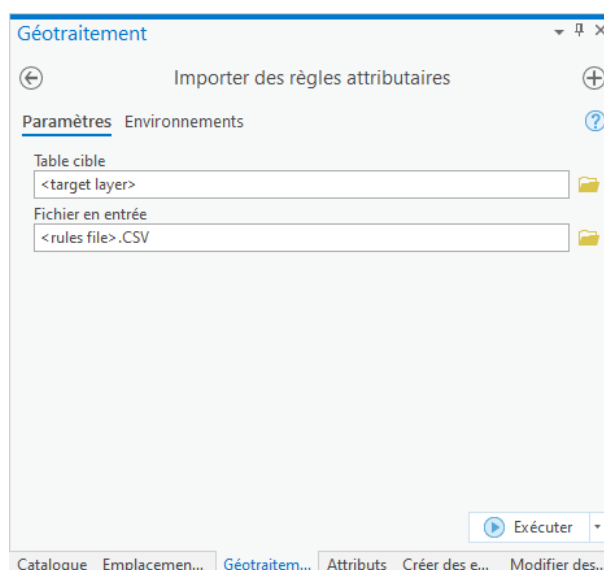 Géotraitement
Importer des règles attributaires
Paramètres Environnements
Table cible
<target layer>
Fichier en entrée
<rules file>.CSV
Exécuter
Catalogue Emplacemen... Géotraitem... Attributs Créer des e... Modifier des...